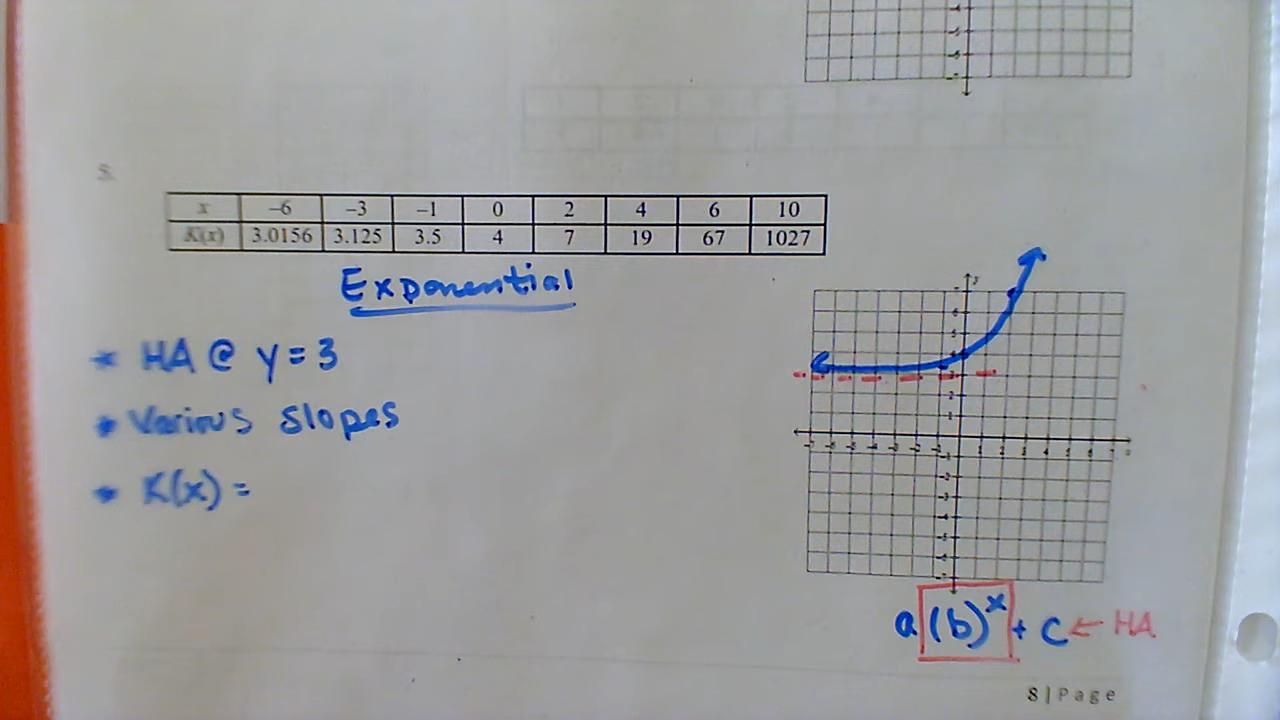 5.
x –6 –3 –1 0 2 4 6 10
K(x) 3.0156 3.125 3.5 4 7 19 67 1027
Exponential
* HA @ y = 3
* Various slopes
* K(x) =
y
a(b)^x + c ← HA
8 | Page